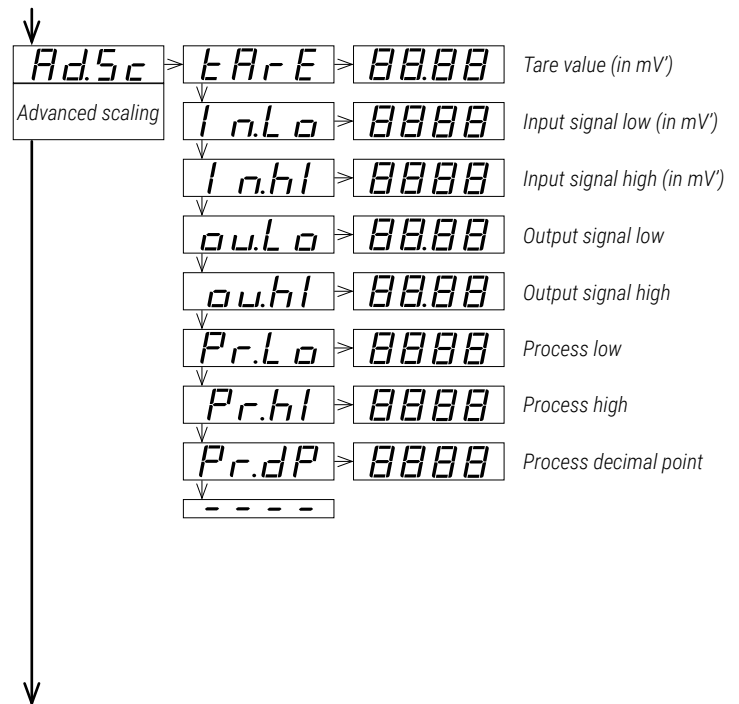 Ad.Sc tArE 88.88 Tare value (in mV')
Advanced scaling
In.Lo 8888 Input signal low (in mV')
In.hI 8888 Input signal high (in mV')
ou.Lo 88.88 Output signal low
ou.hI 88.88 Output signal high
Pr.Lo 8888 Process low
Pr.hI 8888 Process high
Pr.dP 8888 Process decimal point
- - - -